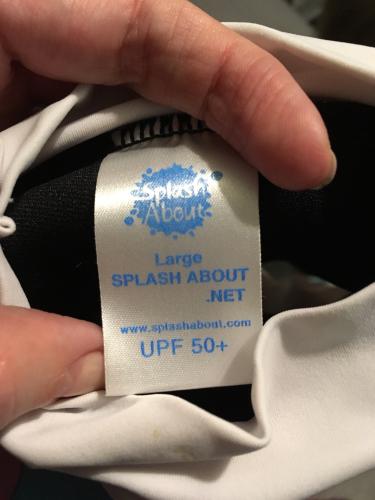 Splash
About
Large
SPLASH ABOUT
.NET
www.splashabout.com
UPF 50+